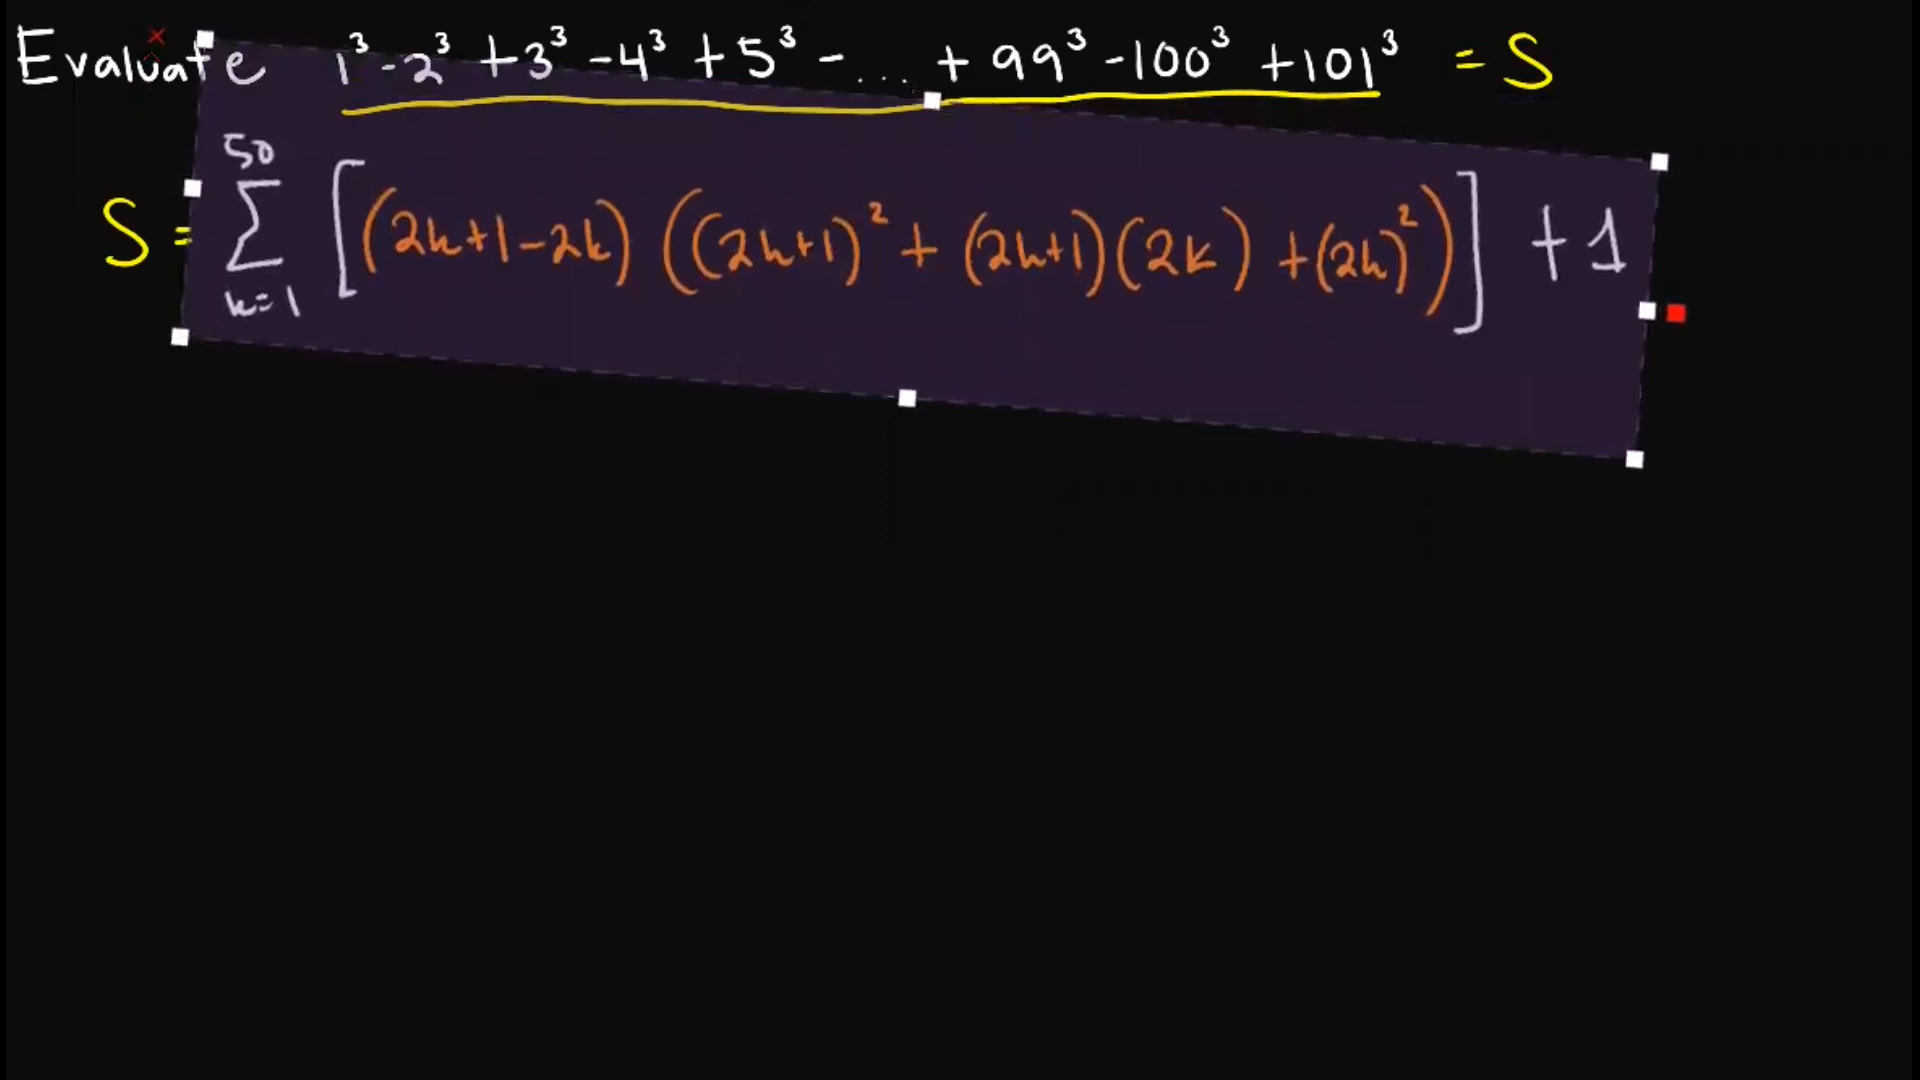 Evaluate 1³ - 2³ + 3³ - 4³ + 5³ - ... + 99³ - 100³ + 101³ = S
S = ∑_{k=1}^{50} [(2k+1-2k) ((2k+1)² + (2k+1)(2k) + (2k)²)] + 1